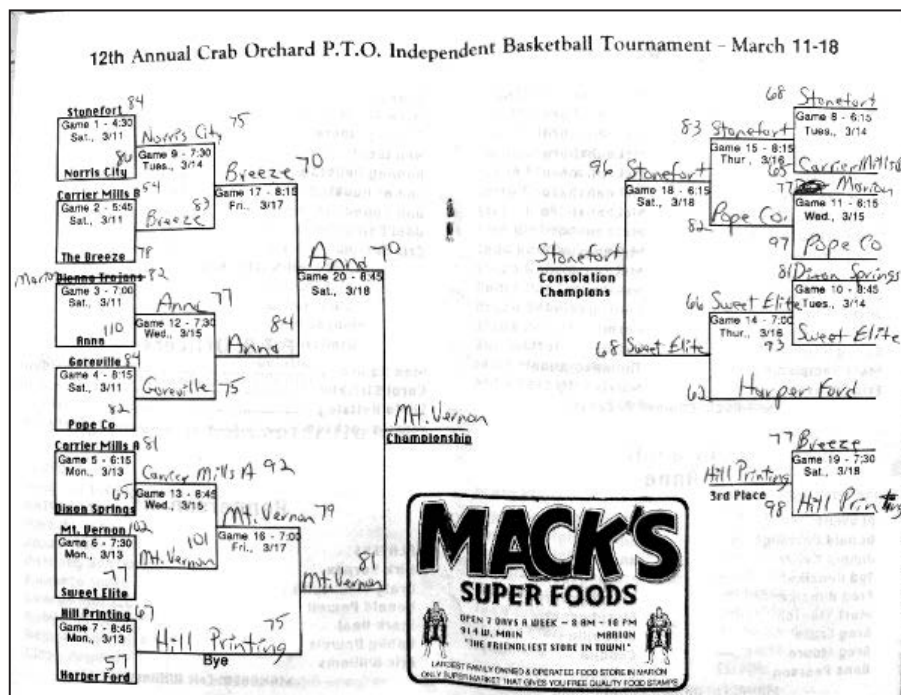 12th Annual Crab Orchard P.T.O. Independent Basketball Tournament - March 11-18
Stonefort 84
Game 1 - 4:30
Sat., 3/11
86
Norris City
Norris City 75
Game 9 - 7:30
Tues., 3/14
Carrier Mills B 54
Game 2 - 5:45
Sat., 3/11
The Breeze 78
83
Breeze
Breeze 70
Game 17 - 8:15
Fri., 3/17
Marion
Vienna Trojans 82
Game 3 - 7:00
Sat., 3/11
110
Anna
Anna 77
Game 12 - 7:30
Wed., 3/15
Goreville 84
Game 4 - 8:15
Sat., 3/11
82
Pope Co
Goreville 75
84
Anna
Anna 70
Game 20 - 8:45
Sat., 3/18
Carrier Mills A 81
Game 5 - 6:15
Mon., 3/13
65
Dixon Springs
Carrier Mills A 92
Game 13 - 8:45
Wed., 3/15
Mt. Vernon 102
Game 6 - 7:30
Mon., 3/13
77
Sweet Elite
101
Mt. Vernon
Mt. Vernon 79
Game 16 - 7:00
Fri., 3/17
Hill Printing 67
Game 7 - 8:45
Mon., 3/13
57
Harper Ford
75
Hill Printing
Bye
81
Mt. Vernon
Mt. Vernon
Championship
68 Stonefort
Game 8 - 6:15
Tues., 3/14
65 Carrier Mills B
83 Stonefort
Game 15 - 8:15
Thur., 3/16
77 Marion
Game 11 - 6:15
Wed., 3/15
97 Pope Co
82 Pope Co.
96 Stonefort
Game 18 - 6:15
Sat., 3/18
Stonefort
Consolation
Champions
81 Dixon Springs
Game 10 - 8:45
Tues., 3/14
93 Sweet Elite
66 Sweet Elite
Game 14 - 7:00
Thur., 3/16
62 Harper Ford
68 Sweet Elite
77 Breeze
Game 19 - 7:30
Sat., 3/18
98 Hill Printing
Hill Printing
3rd Place
MACK'S
SUPER FOODS
OPEN 7 DAYS A WEEK - 8 AM - 10 PM
914 W. MAIN MARION
"THE FRIENDLIEST STORE IN TOWN!"
LARGEST FAMILY OWNED & OPERATED FOOD STORE IN MARION
ONLY SUPER MARKET THAT GIVES YOU FREE QUALITY FOOD STAMPS